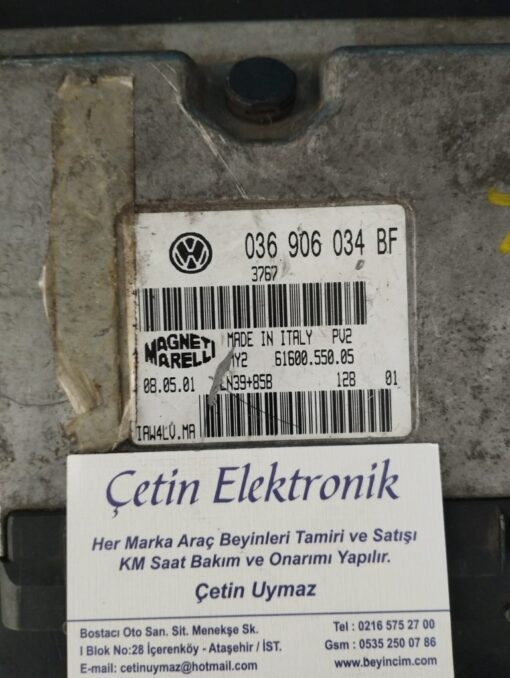 036 906 034 BF
3767
MAGNETI MARELLI
MADE IN ITALY PV2
MY2 61600.550.05
08.05.01 LN39+85B 128 01
IAW4LV.MA
Çetin Elektronik
Her Marka Araç Beyinleri Tamiri ve Satışı
KM Saat Bakım ve Onarımı Yapılır.
Çetin Uymaz
Bostacı Oto San. Sit. Menekşe Sk.
I Blok No:28 İçerenköy - Ataşehir / İST.
E-mail: cetinuymaz@hotmail.com
Tel : 0216 575 27 00
Gsm : 0535 250 07 86
www.beyincim.com